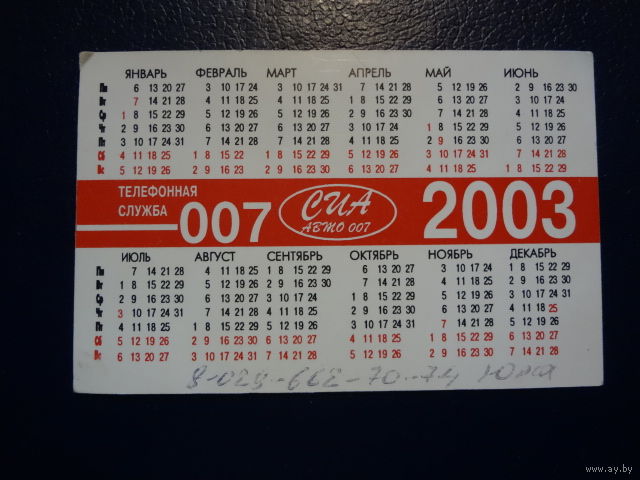 ЯНВАРЬ ФЕВРАЛЬ МАРТ АПРЕЛЬ МАЙ ИЮНЬ
Пн 6 13 20 27 3 10 17 24 3 10 17 24 31 7 14 21 28 5 12 19 26 2 9 16 23 30
Вт 7 14 21 28 4 11 18 25 4 11 18 25 1 8 15 22 29 6 13 20 27 3 10 17 24
Ср 1 8 15 22 29 5 12 19 26 5 12 19 26 2 9 16 23 30 7 14 21 28 4 11 18 25
Чт 2 9 16 23 30 6 13 20 27 6 13 20 27 3 10 17 24 1 8 15 22 29 5 12 19 26
Пт 3 10 17 24 31 7 14 21 28 7 14 21 28 4 11 18 25 2 9 16 23 30 6 13 20 27
Сб 4 11 18 25 1 8 15 22 1 8 15 22 29 5 12 19 26 3 10 17 24 31 7 14 21 28
Вс 5 12 19 26 2 9 16 23 2 9 16 23 30 6 13 20 27 4 11 18 25 1 8 15 22 29
ТЕЛЕФОННАЯ
СЛУЖБА 007
СИА
АВТО 007
2003
ИЮЛЬ АВГУСТ СЕНТЯБРЬ ОКТЯБРЬ НОЯБРЬ ДЕКАБРЬ
Пн 7 14 21 28 4 11 18 25 1 8 15 22 29 6 13 20 27 3 10 17 24 1 8 15 22 29
Вт 1 8 15 22 29 5 12 19 26 2 9 16 23 30 7 14 21 28 4 11 18 25 2 9 16 23 30
Ср 2 9 16 23 30 6 13 20 27 3 10 17 24 1 8 15 22 29 5 12 19 26 3 10 17 24 31
Чт 3 10 17 24 31 7 14 21 28 4 11 18 25 2 9 16 23 30 6 13 20 27 4 11 18 25
Пт 4 11 18 25 1 8 15 22 29 5 12 19 26 3 10 17 24 31 7 14 21 28 5 12 19 26
Сб 5 12 19 26 2 9 16 23 30 6 13 20 27 4 11 18 25 1 8 15 22 29 6 13 20 27
Вс 6 13 20 27 3 10 17 24 31 7 14 21 28 5 12 19 26 2 9 16 23 30 7 14 21 28
8-029-662-70-74 Юля
www.ay.by